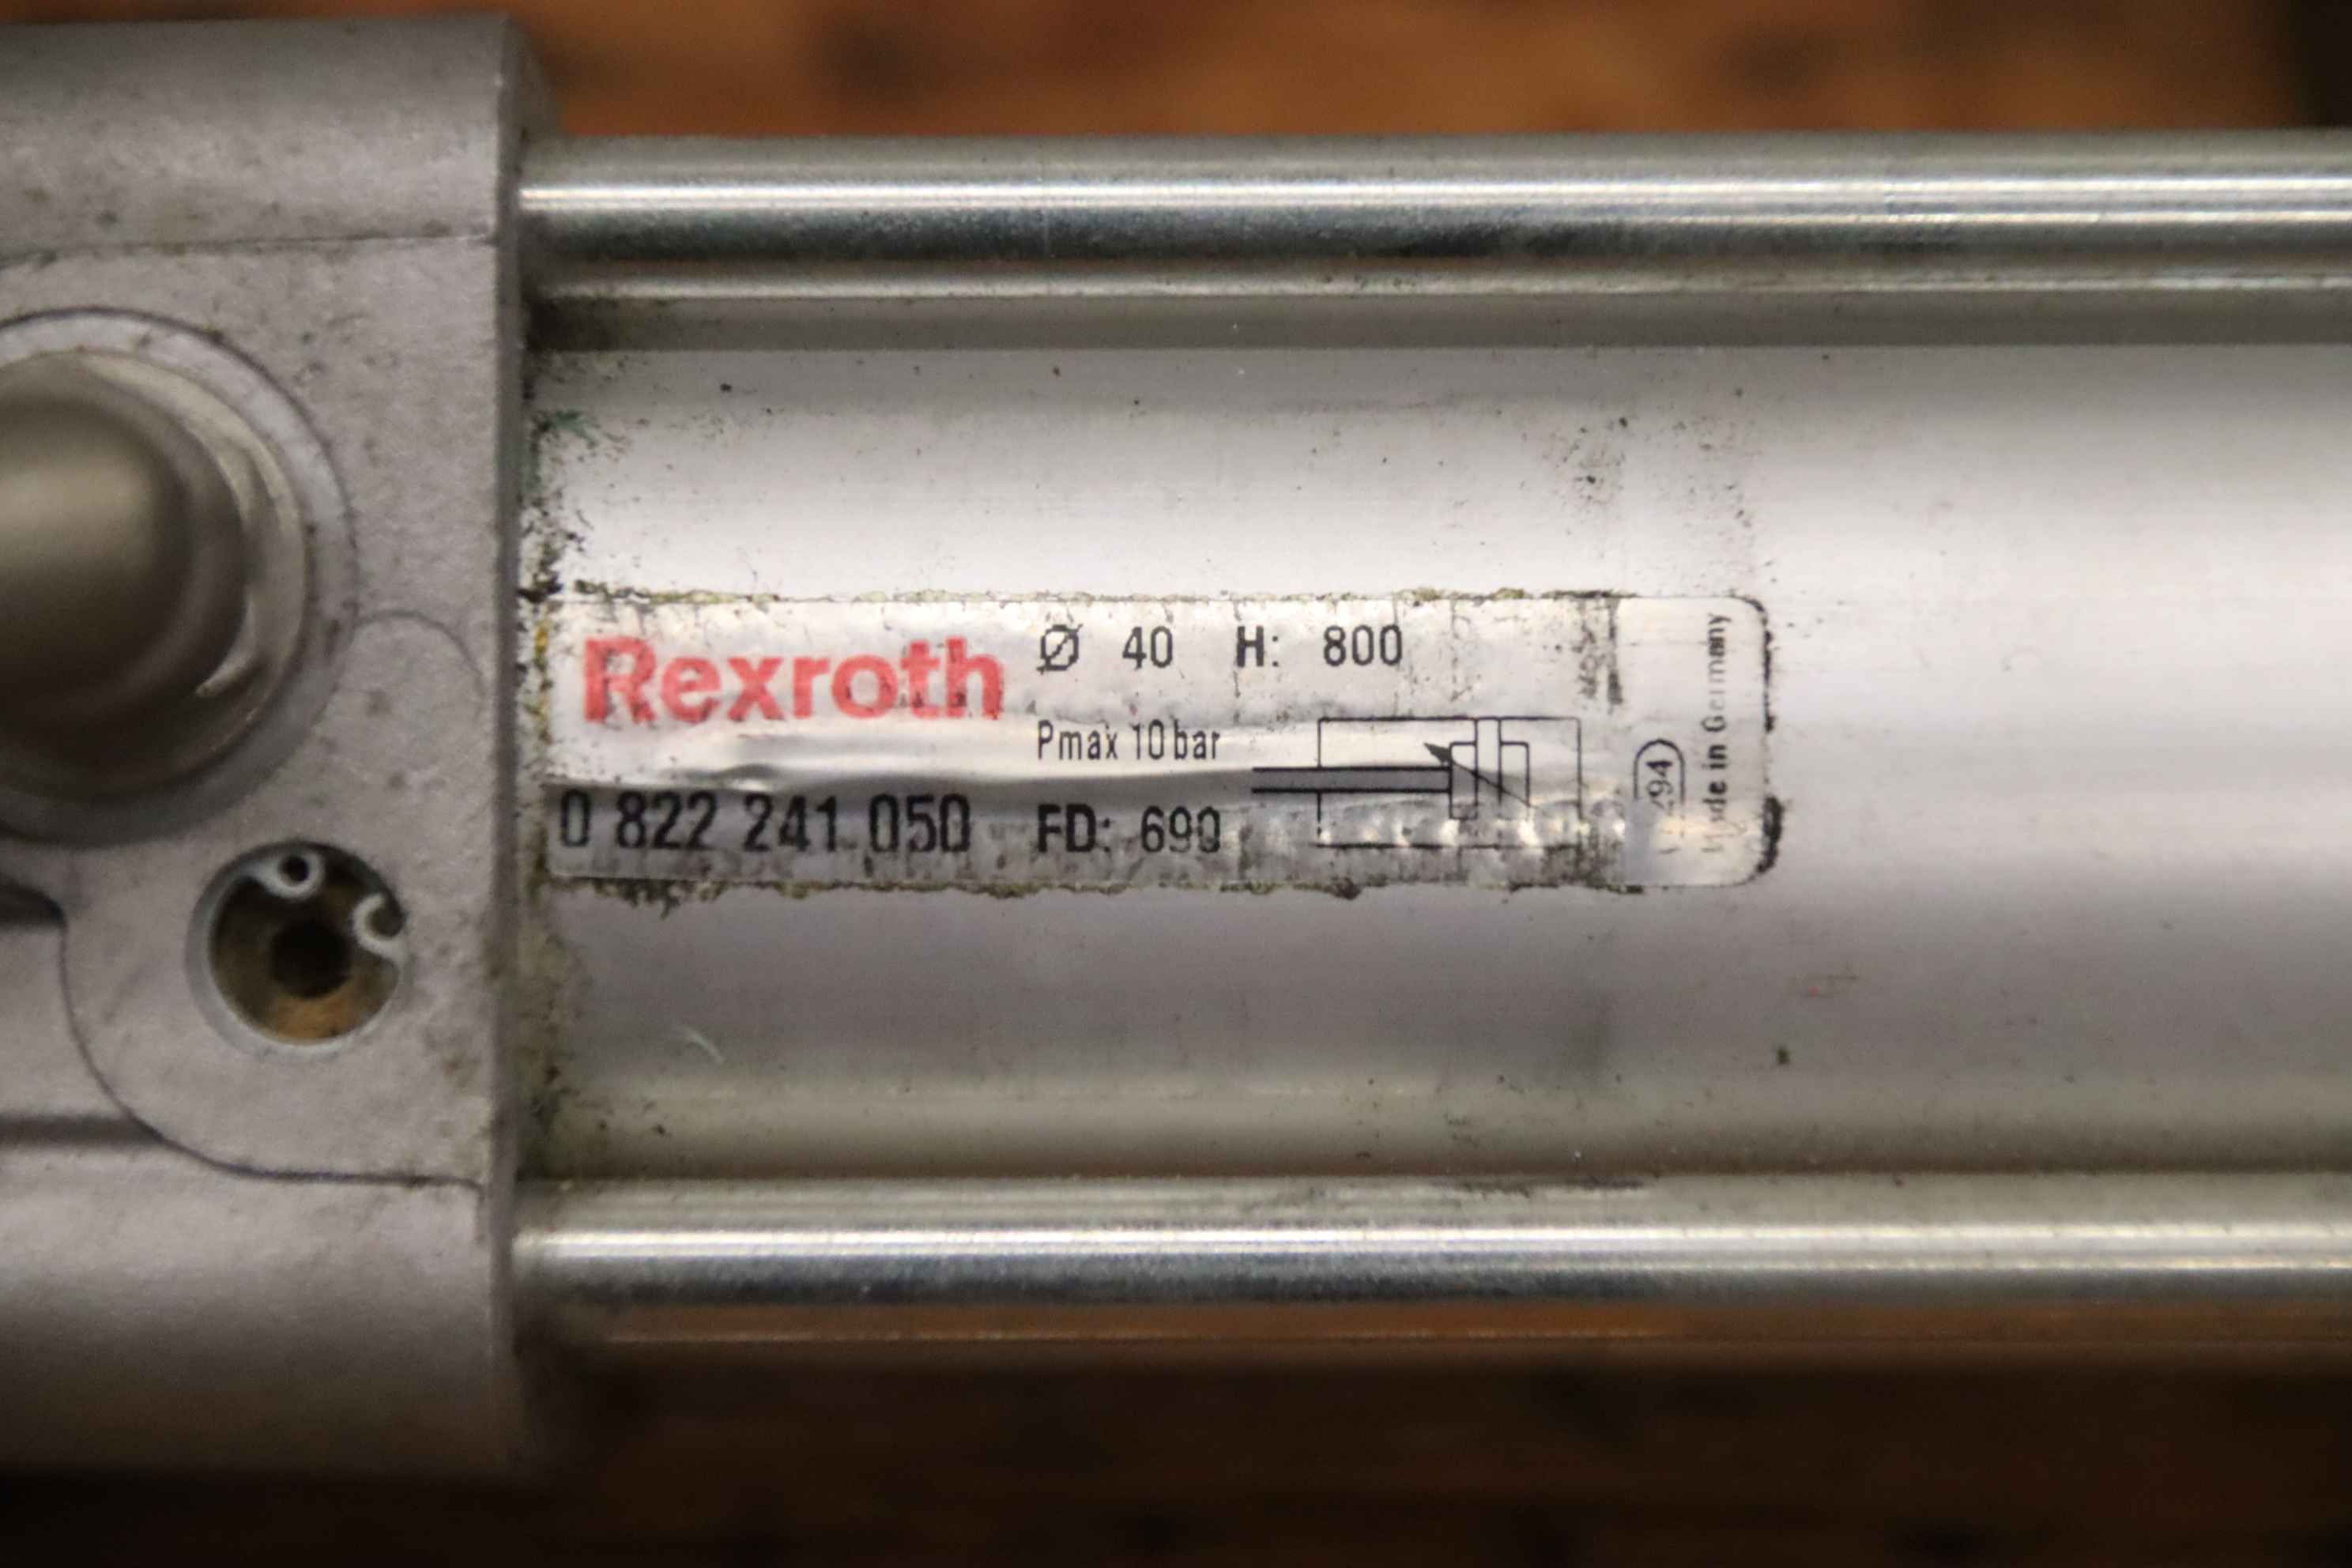 Rexroth
Ø 40 H: 800
Pmax 10 bar
0 822 241 050 FD: 690
Made in Germany